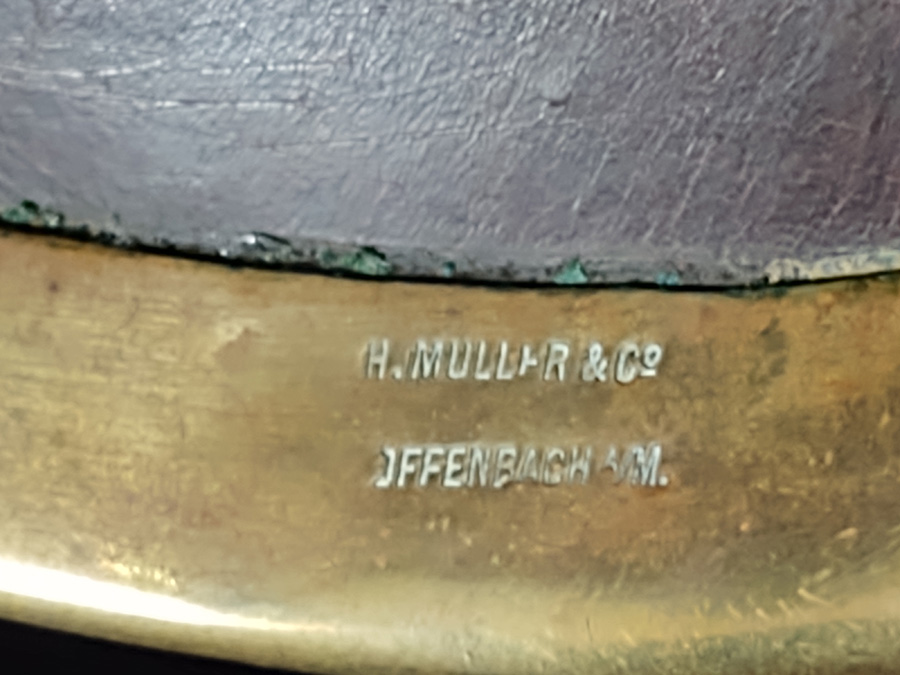 H. MULLER & Cº
OFFENBACH A/M.